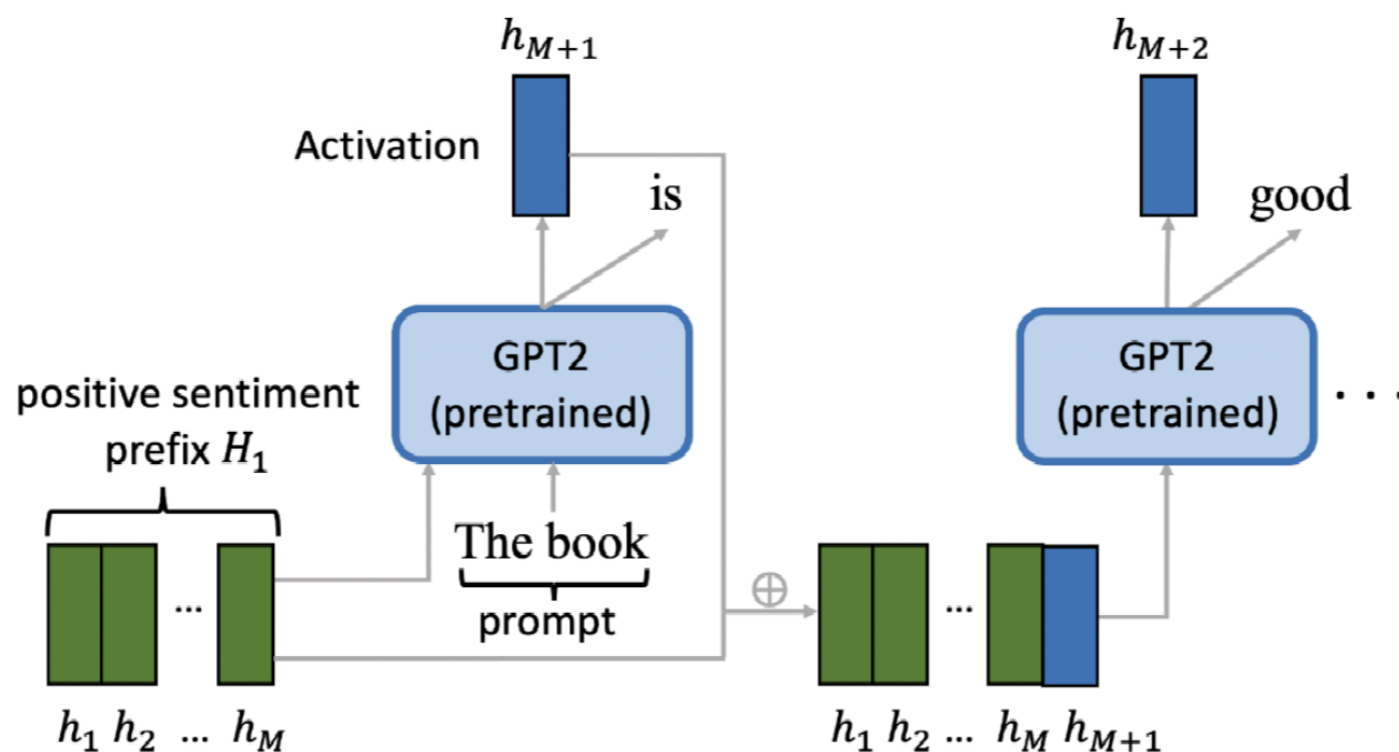 h_{M+1}
h_{M+2}
Activation
is
good
GPT2
(pretrained)
GPT2
(pretrained)
. . .
positive sentiment
prefix H_1
The book
prompt
...
...
⊕
h_1 h_2 ... h_M
h_1 h_2 ... h_M h_{M+1}